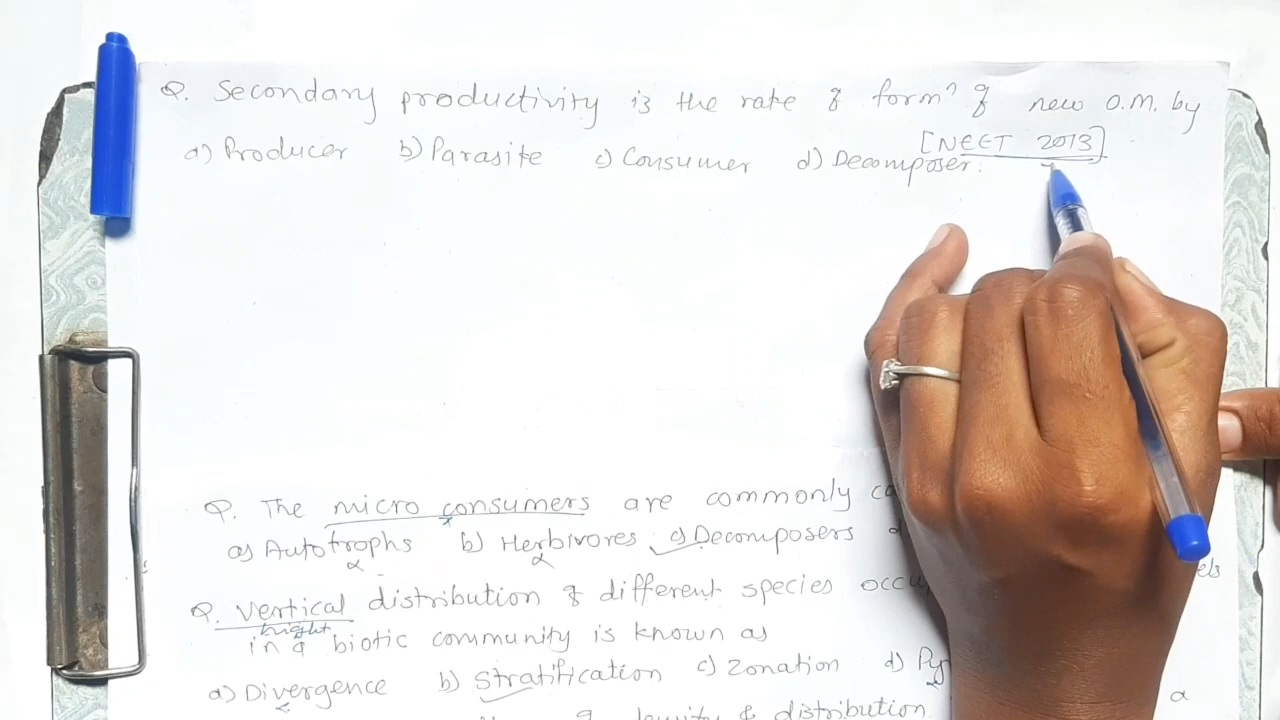 Q. Secondary productivity is the rate of formⁿ of new O.M. by
[NEET 2013]
a) Producer b) Parasite c) Consumer d) Decomposer.
Q. The micro consumers are commonly
a) Autotrophs b) Herbivores c) Decomposers d
Q. Vertical distribution of different species
hight
in a biotic community is known as
a) Divergence b) Stratification c) Zonation d)
& distribution